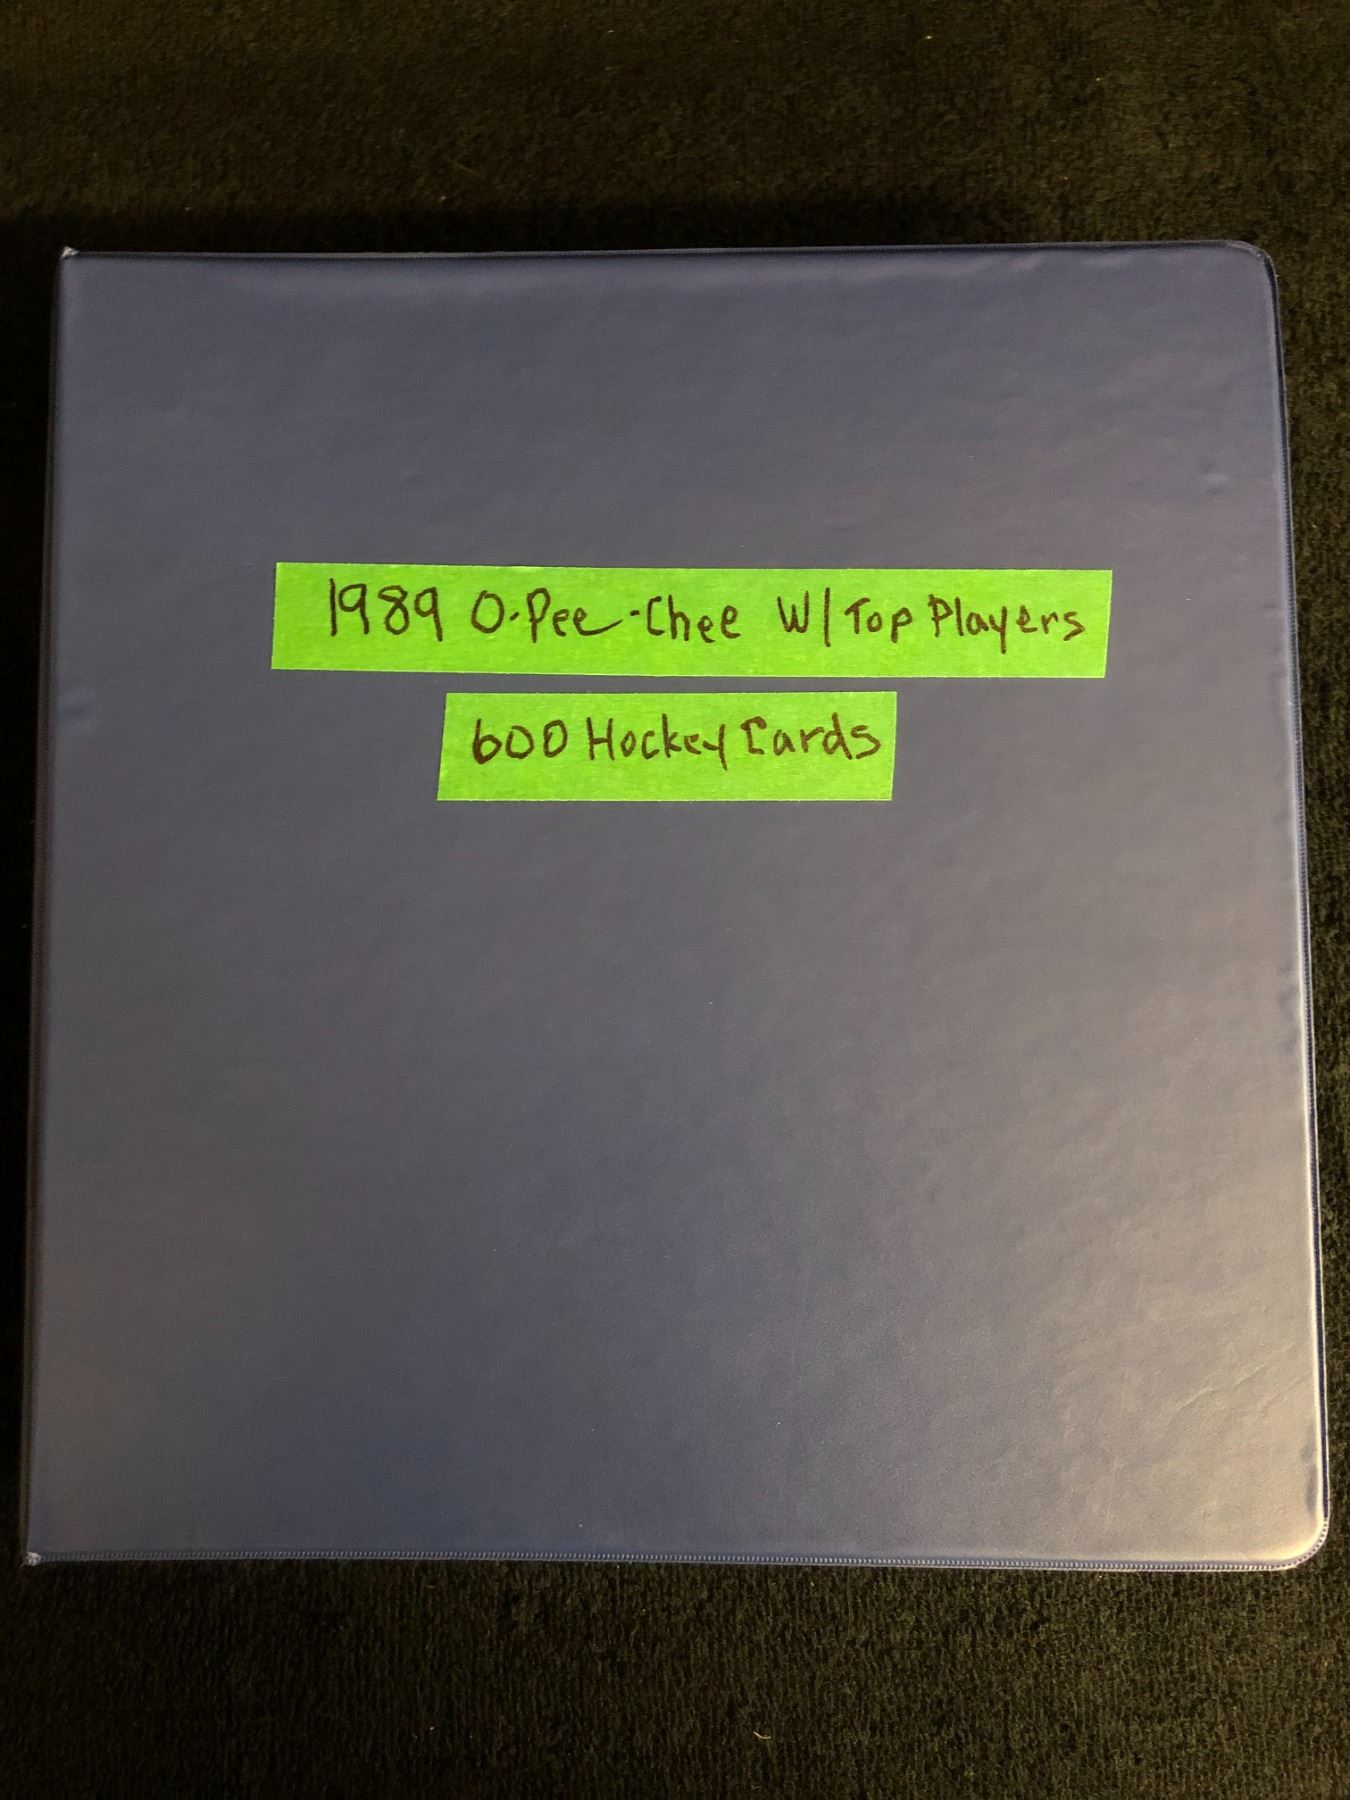 1989 O-Pee-Chee W/ Top Players
600 Hockey Cards